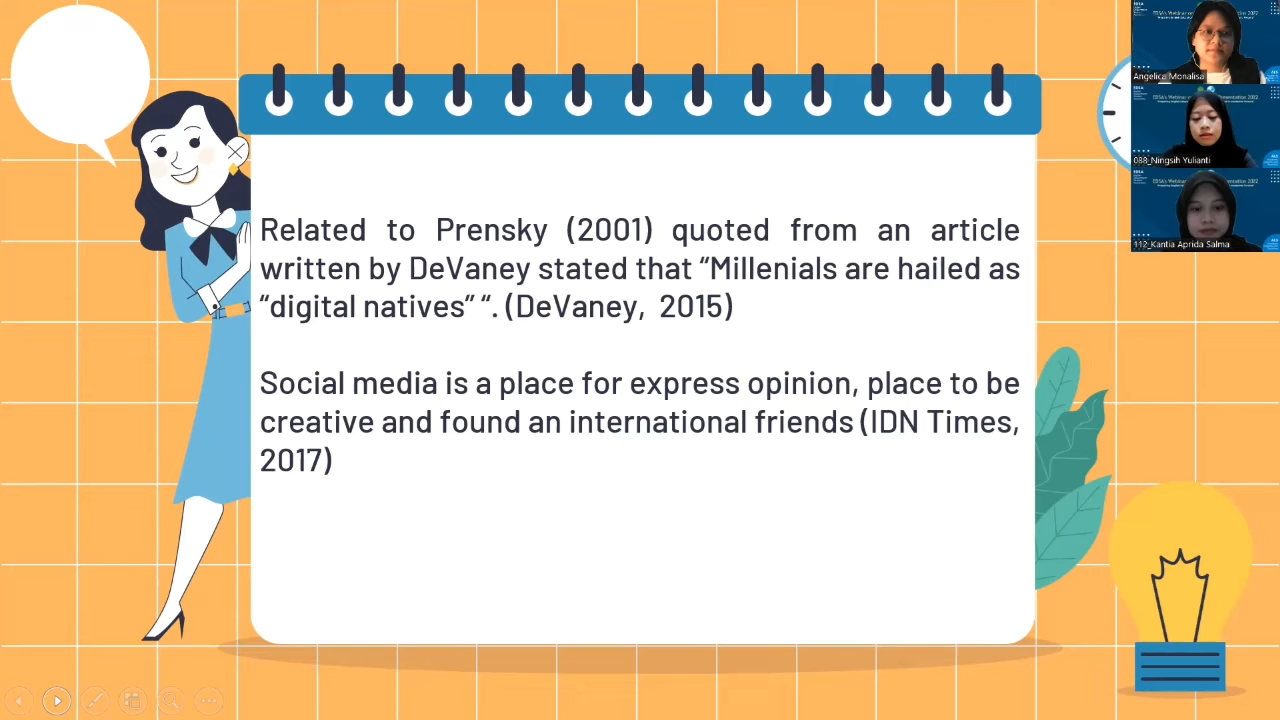 Related to Prensky (2001) quoted from an article
written by DeVaney stated that “Millenials are hailed as
“digital natives” “. (DeVaney, 2015)
Social media is a place for express opinion, place to be
creative and found an international friends (IDN Times,
2017)
Angelica Monalisa
088_Ningsih Yulianti
112_Kantia Aprida Salma